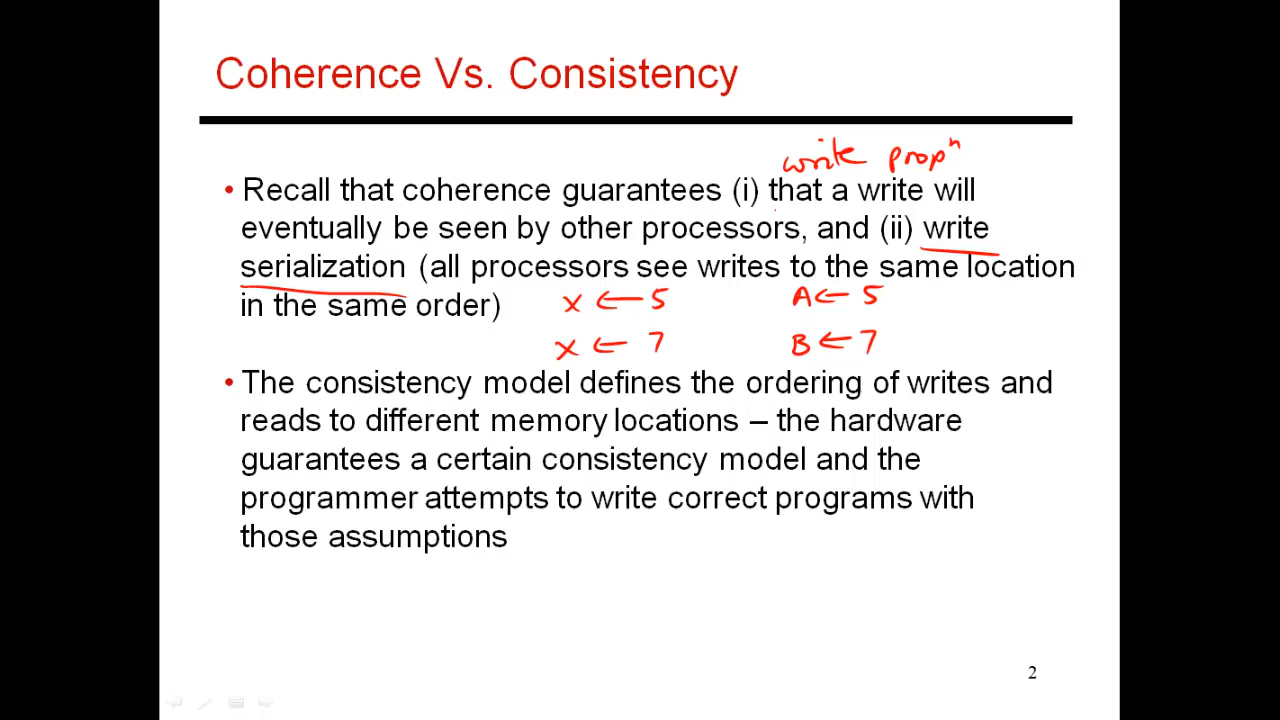 Coherence Vs. Consistency
write propⁿ
• Recall that coherence guarantees (i) that a write will
eventually be seen by other processors, and (ii) write
serialization (all processors see writes to the same location
in the same order)
x ← 5 A ← 5
x ← 7 B ← 7
• The consistency model defines the ordering of writes and
reads to different memory locations – the hardware
guarantees a certain consistency model and the
programmer attempts to write correct programs with
those assumptions
2